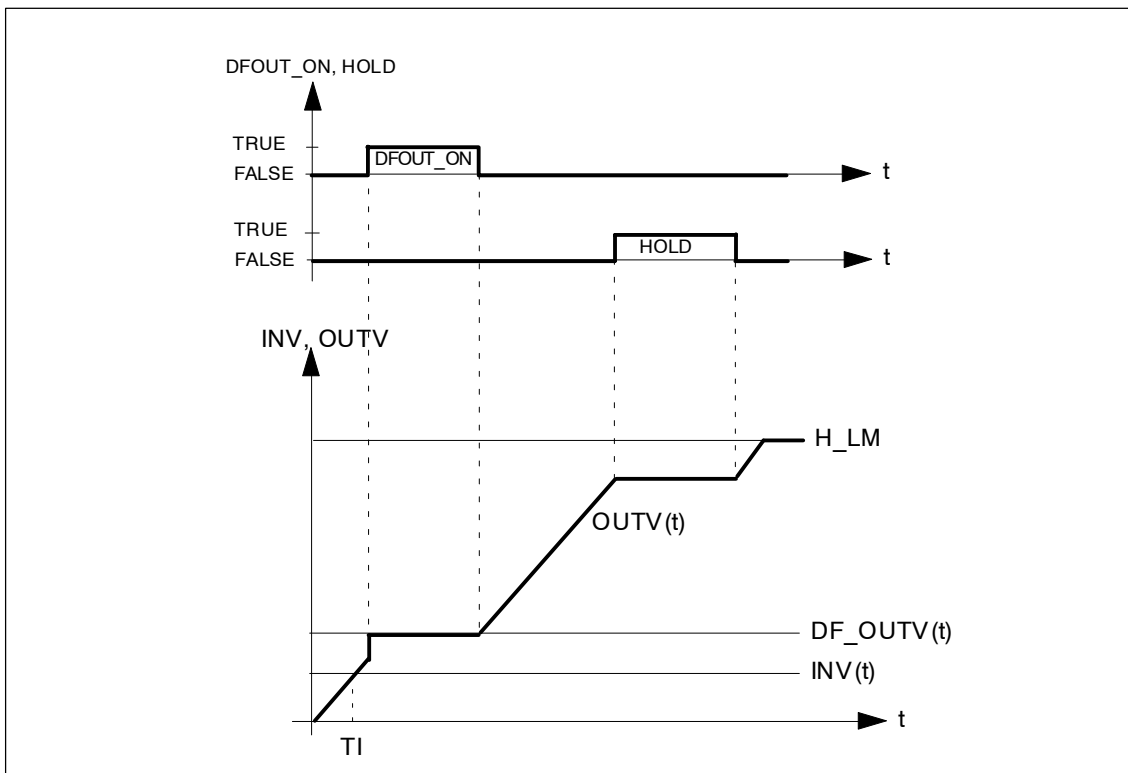 DFOUT_ON, HOLD
TRUE
DFOUT_ON
FALSE
t
TRUE
HOLD
FALSE
t
INV, OUTV
H_LM
OUTV(t)
DF_OUTV(t)
INV(t)
t
TI